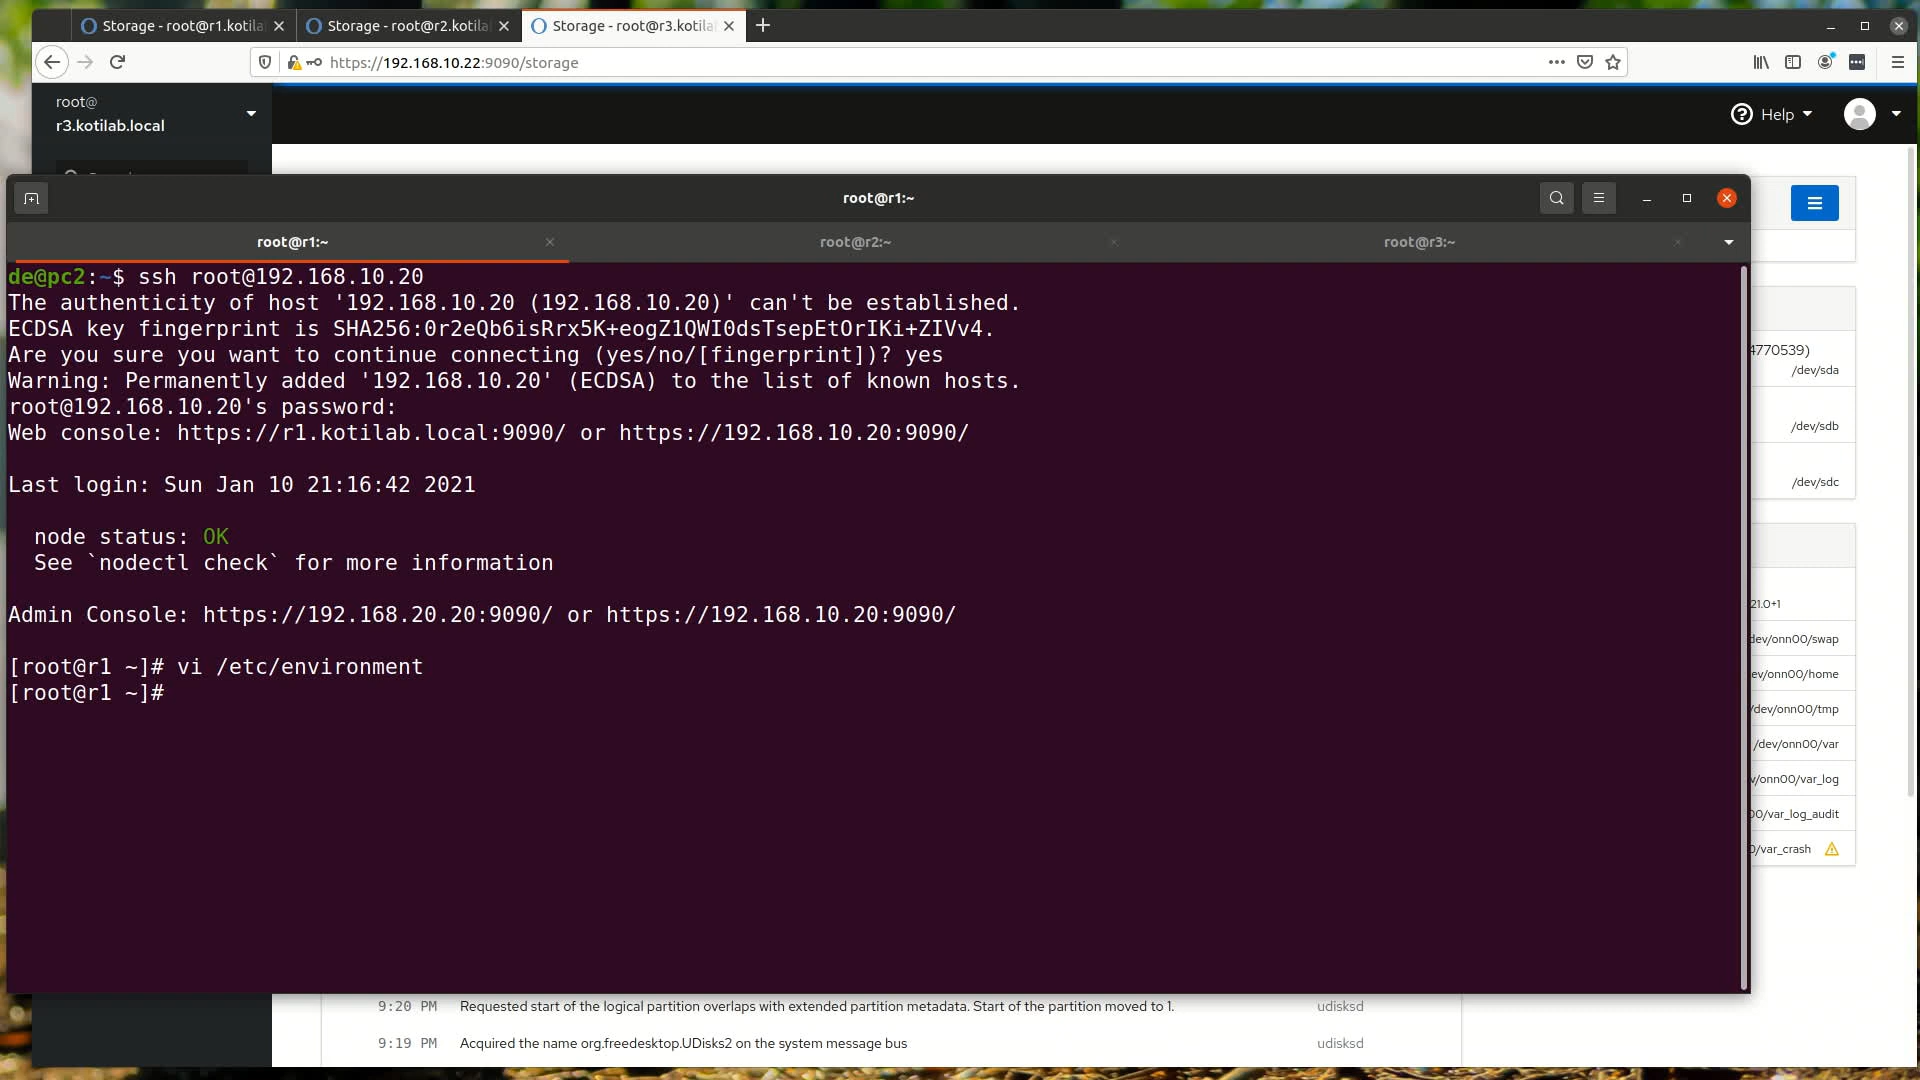 Storage - root@r1.kotila
Storage - root@r2.kotila
Storage - root@r3.kotila
https://192.168.10.22:9090/storage
root@
r3.kotilab.local
Help
root@r1:~
root@r1:~
root@r2:~
root@r3:~
de@pc2:~$ ssh root@192.168.10.20
The authenticity of host '192.168.10.20 (192.168.10.20)' can't be established.
ECDSA key fingerprint is SHA256:0r2eQb6isRrx5K+eogZ1QWI0dsTsepEtOrIKi+ZIVv4.
Are you sure you want to continue connecting (yes/no/[fingerprint])? yes
Warning: Permanently added '192.168.10.20' (ECDSA) to the list of known hosts.
root@192.168.10.20's password:
Web console: https://r1.kotilab.local:9090/ or https://192.168.10.20:9090/
Last login: Sun Jan 10 21:16:42 2021
node status: OK
See `nodectl check` for more information
Admin Console: https://192.168.20.20:9090/ or https://192.168.10.20:9090/
[root@r1 ~]# vi /etc/environment
[root@r1 ~]#
4770539)
/dev/sda
/dev/sdb
/dev/sdc
21.0+1
dev/onn00/swap
ev/onn00/home
/dev/onn00/tmp
/dev/onn00/var
v/onn00/var_log
00/var_log_audit
0/var_crash
9:20 PM Requested start of the logical partition overlaps with extended partition metadata. Start of the partition moved to 1. udisksd
9:19 PM Acquired the name org.freedesktop.UDisks2 on the system message bus udisksd